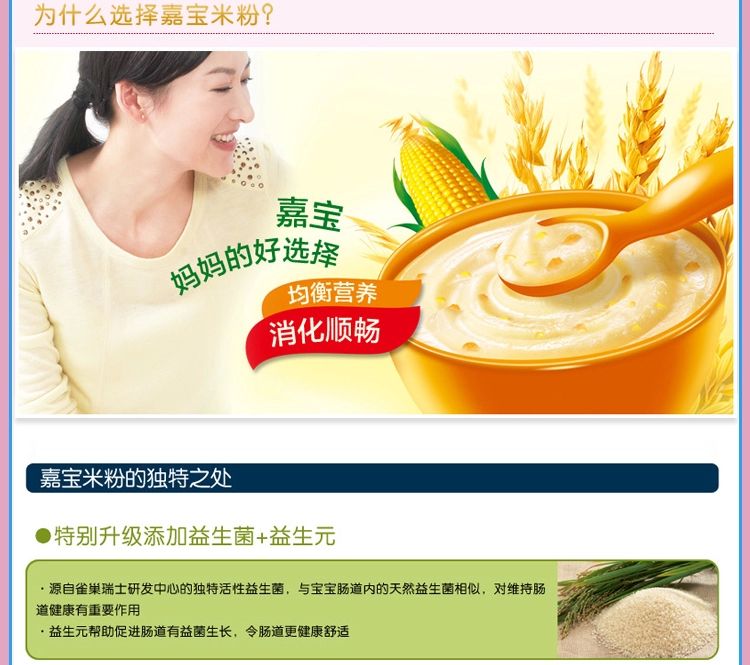 为什么选择嘉宝米粉?
嘉宝
妈妈的好选择
均衡营养
消化顺畅
嘉宝米粉的独特之处
●特别升级添加益生菌+益生元
·源自雀巢瑞士研发中心的独特活性益生菌，与宝宝肠道内的天然益生菌相似，对维持肠
道健康有重要作用
·益生元帮助促进肠道有益菌生长，令肠道更健康舒适